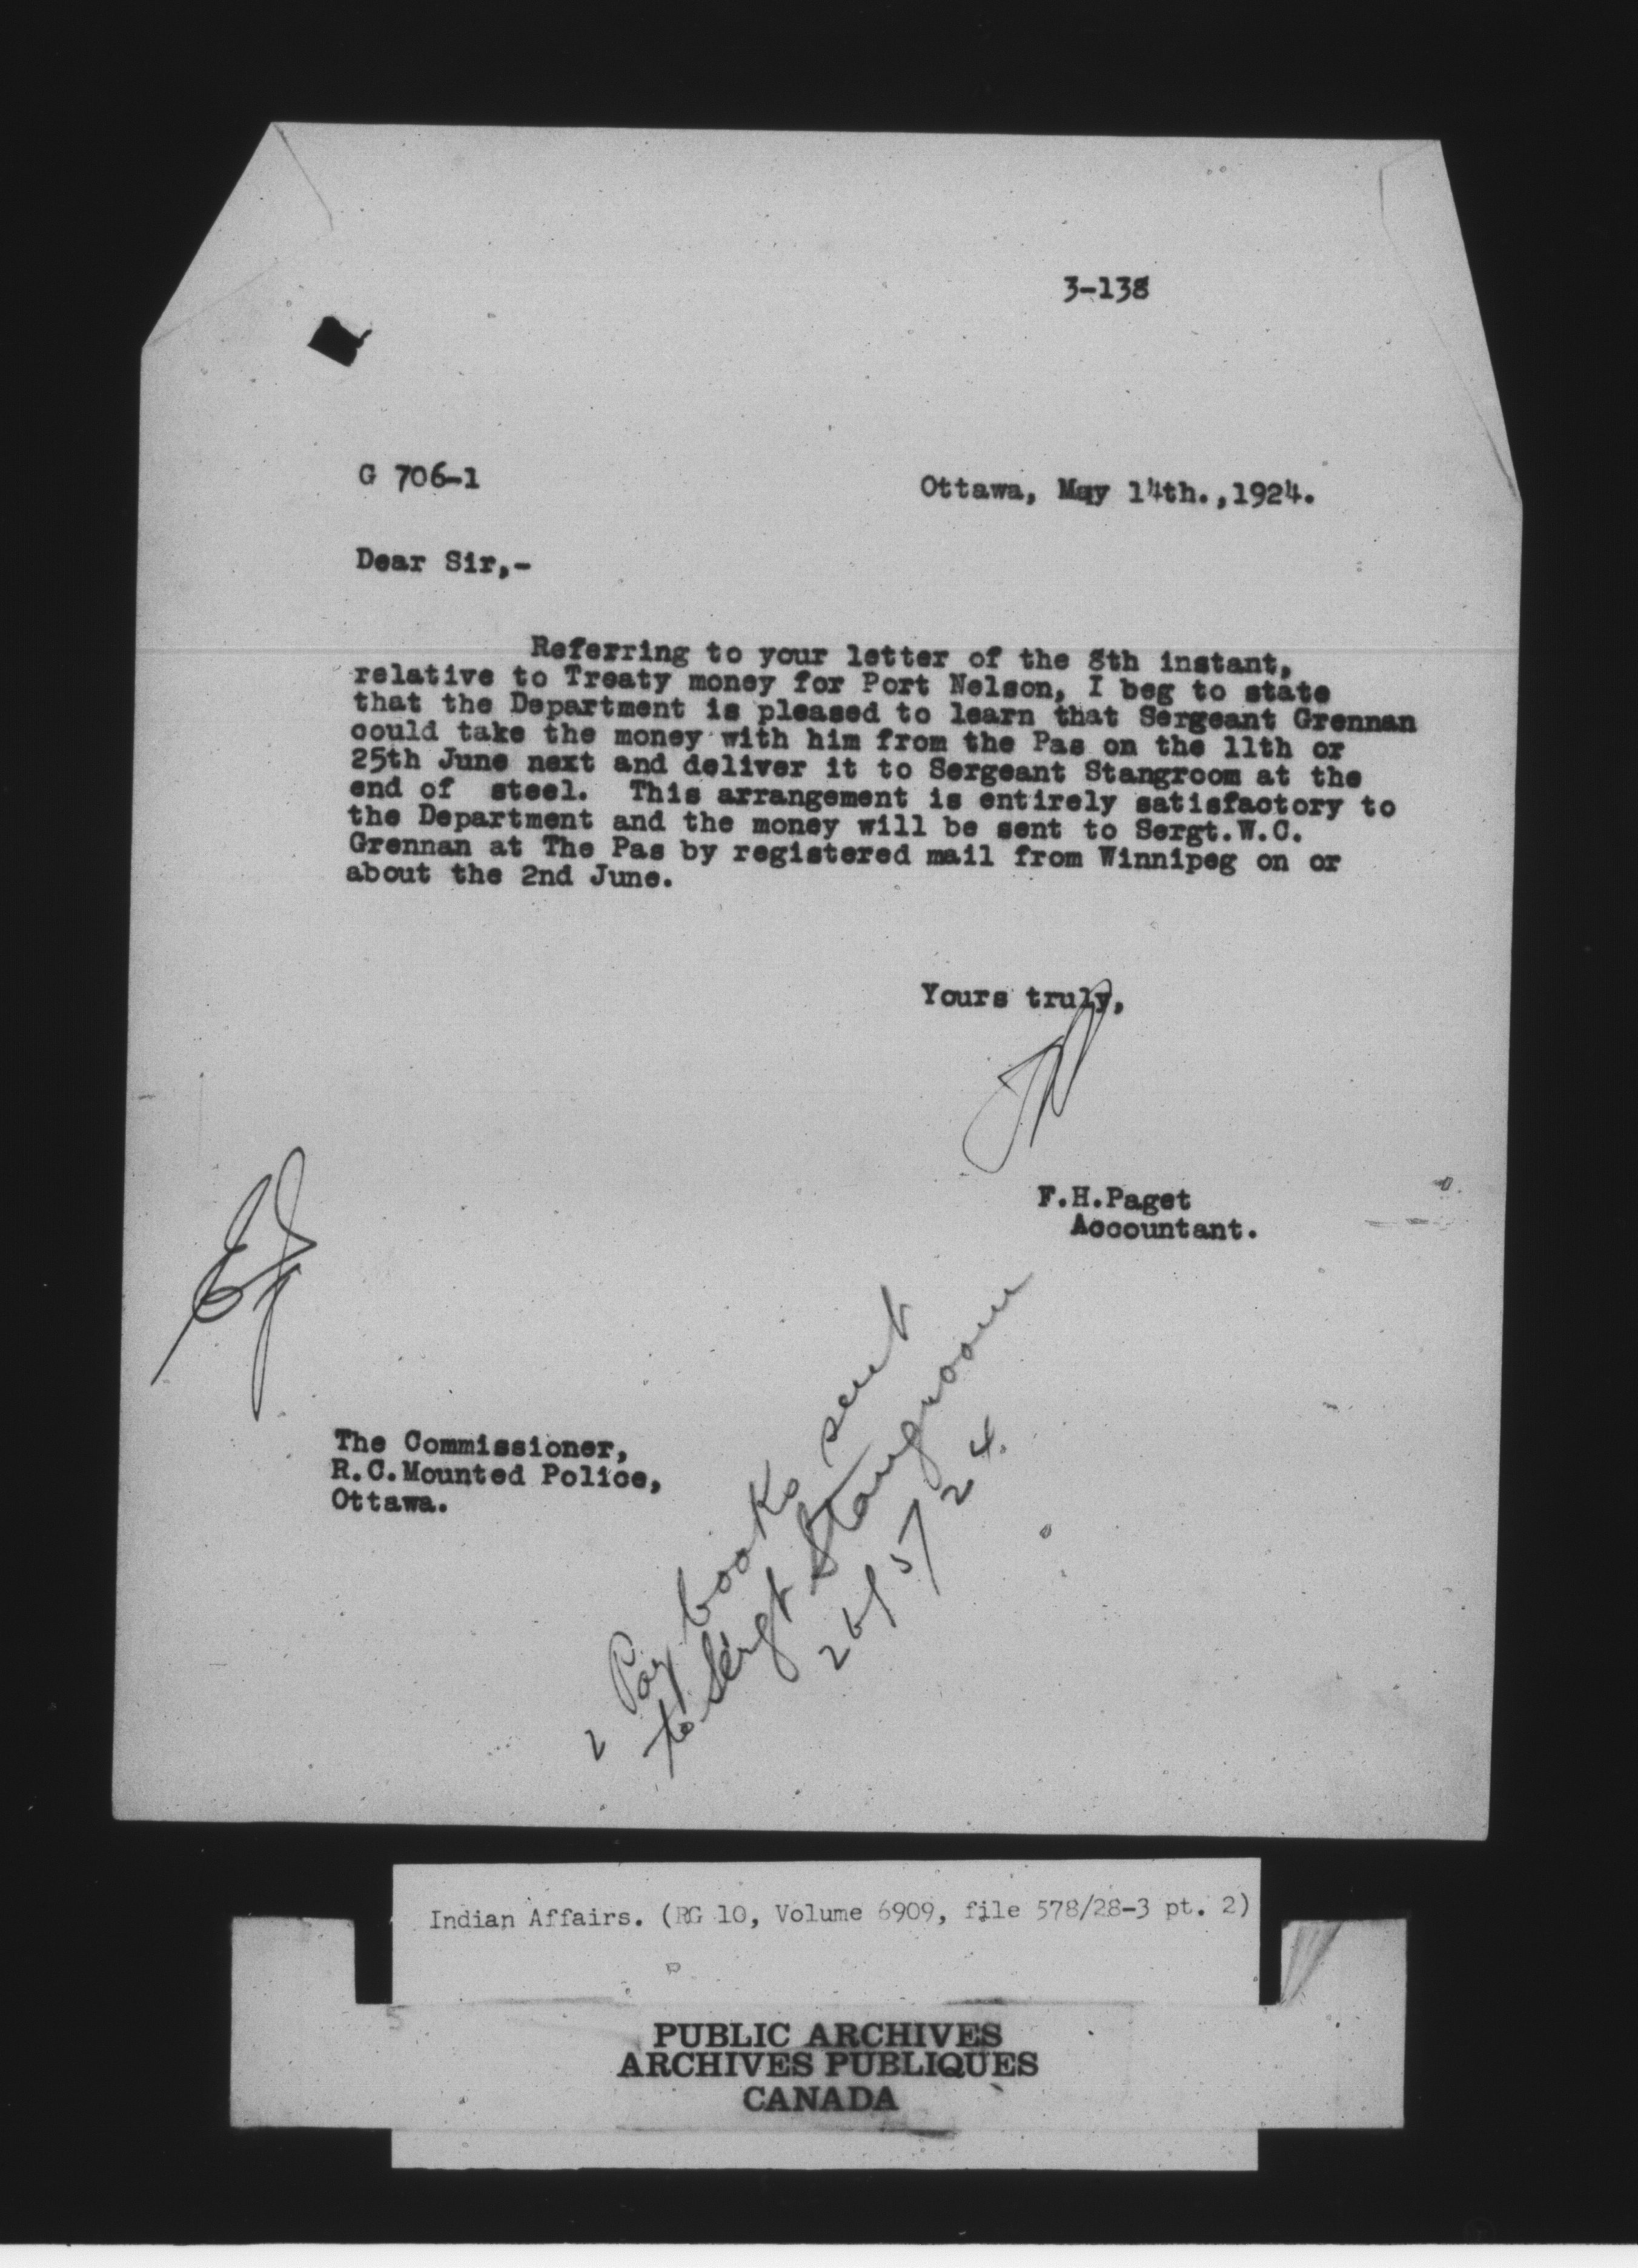 3-138
G 706-1
Ottawa, May 14th.,1924.
Dear Sir,-
Referring to your letter of the 8th instant,
relative to Treaty money for Port Nelson, I beg to state
that the Department is pleased to learn that Sergeant Grennan
could take the money with him from the Pas on the 11th or
25th June next and deliver it to Sergeant Stangroom at the
end of steel. This arrangement is entirely satisfactory to
the Department and the money will be sent to Sergt.W.C.
Grennan at The Pas by registered mail from Winnipeg on or
about the 2nd June.
Yours truly,
F.H.Paget
Accountant.
The Commissioner,
R.C.Mounted Police,
Ottawa.
2 Pay books sent
to Sergt Stangroom
26/5/24.
Indian Affairs. (RG 10, Volume 6909, file 578/28-3 pt. 2)
PUBLIC ARCHIVES
ARCHIVES PUBLIQUES
CANADA